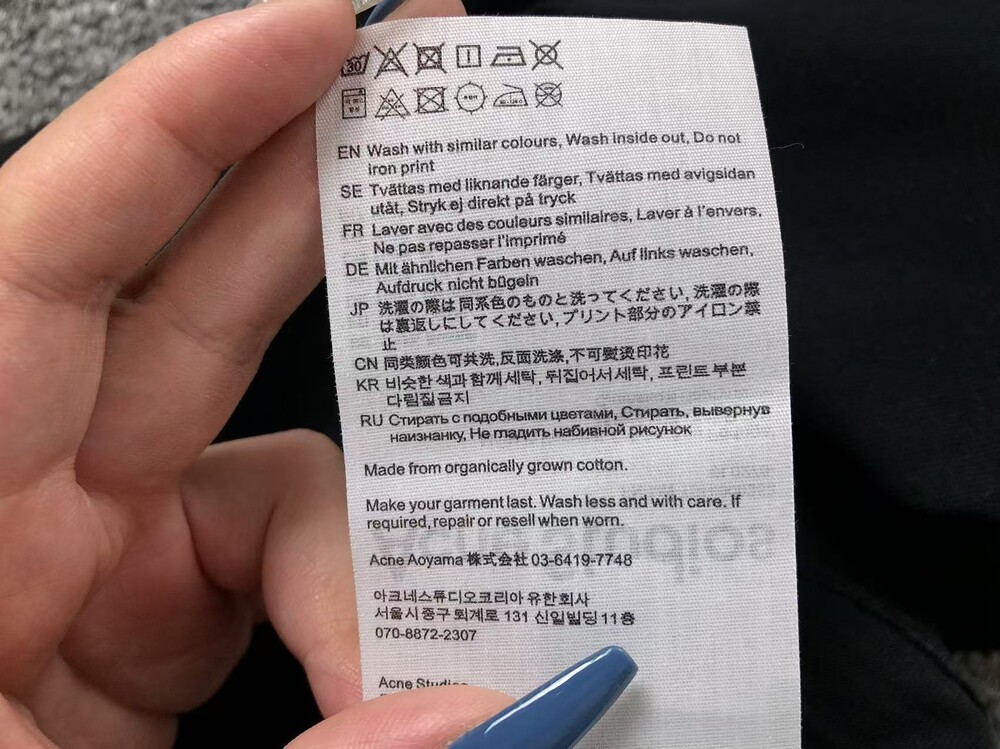 30
EN Wash with similar colours, Wash inside out, Do not
iron print
SE Tvättas med liknande färger, Tvättas med avigsidan
utåt, Stryk ej direkt på tryck
FR Laver avec des couleurs similaires, Laver à l'envers,
Ne pas repasser l'imprimé
DE Mit ähnlichen Farben waschen, Auf links waschen,
Aufdruck nicht bügeln
JP 洗濯の際は同系色のものと洗ってください, 洗濯の際
は裏返しにしてください, プリント部分のアイロン禁
止
CN 同类颜色可共洗,反面洗涤,不可熨烫印花
KR 비슷한 색과 함께 세탁, 뒤집어서 세탁, 프린트 부분
다림질 금지
RU Стирать с подобными цветами, Стирать, вывернув
наизнанку, Не гладить набивной рисунок
Made from organically grown cotton.
Make your garment last. Wash less and with care. If
required, repair or resell when worn.
Acne Aoyama 株式会社 03-6419-7748
아크네스튜디오코리아 유한회사
서울시 중구 퇴계로 131 신일빌딩 11층
070-8872-2307
Acne Studios